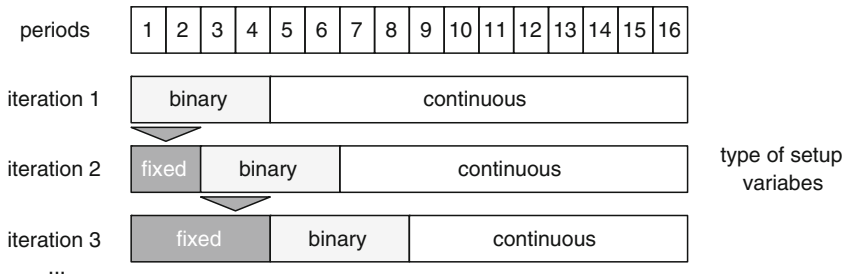 periods 1 2 3 4 5 6 7 8 9 10 11 12 13 14 15 16
iteration 1 binary continuous
iteration 2 fixed binary continuous
type of setup
variabes
iteration 3 fixed binary continuous
...